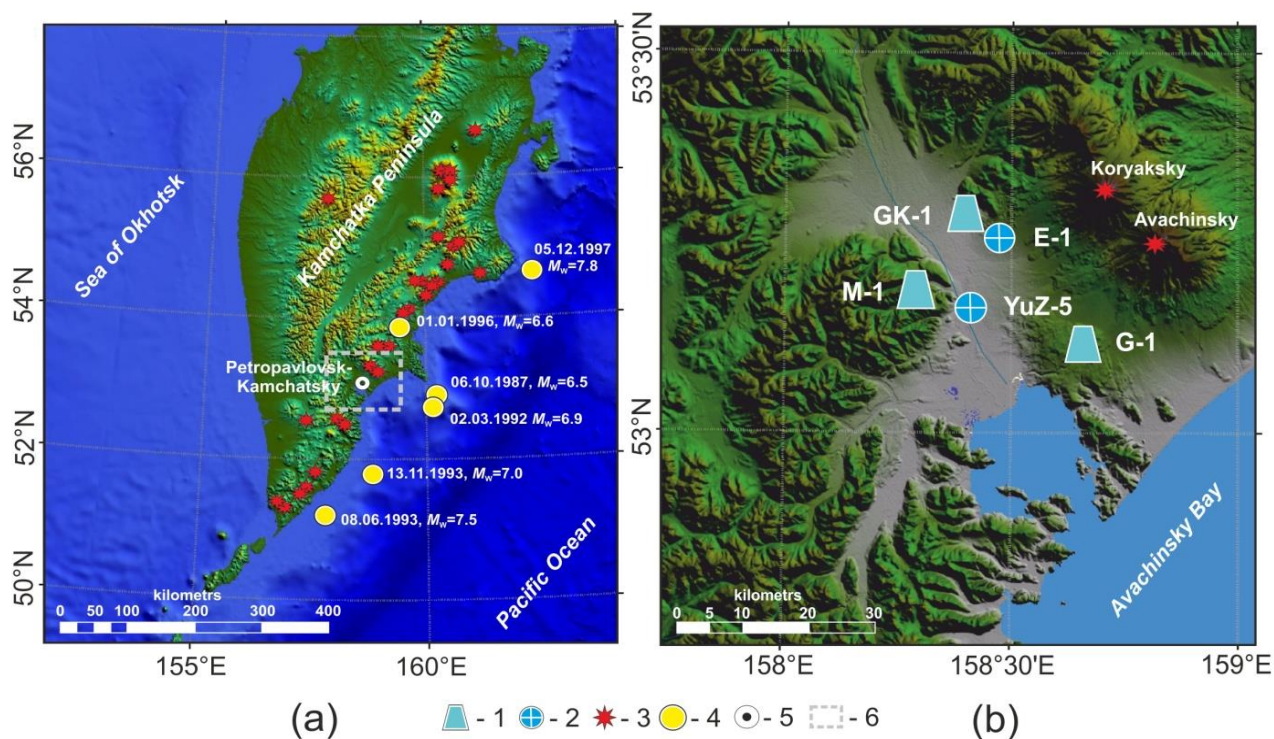 56°N
54°N
52°N
50°N
155°E
160°E
Sea of Okhotsk
Kamchatka Peninsula
05.12.1997
Mw=7.8
01.01.1996, Mw=6.6
Petropavlovsk-
Kamchatsky
06.10.1987, Mw=6.5
02.03.1992 Mw=6.9
13.11.1993, Mw=7.0
08.06.1993, Mw=7.5
Pacific Ocean
kilometrs
0 50 100 200 300 400
53°30'N
53°N
158°E
158°30'E
159°E
Koryaksky
Avachinsky
GK-1
E-1
M-1
YuZ-5
G-1
Avachinsky Bay
kilometrs
0 5 10 20 30
(a) - 1 - 2 - 3 - 4 - 5 - 6 (b)